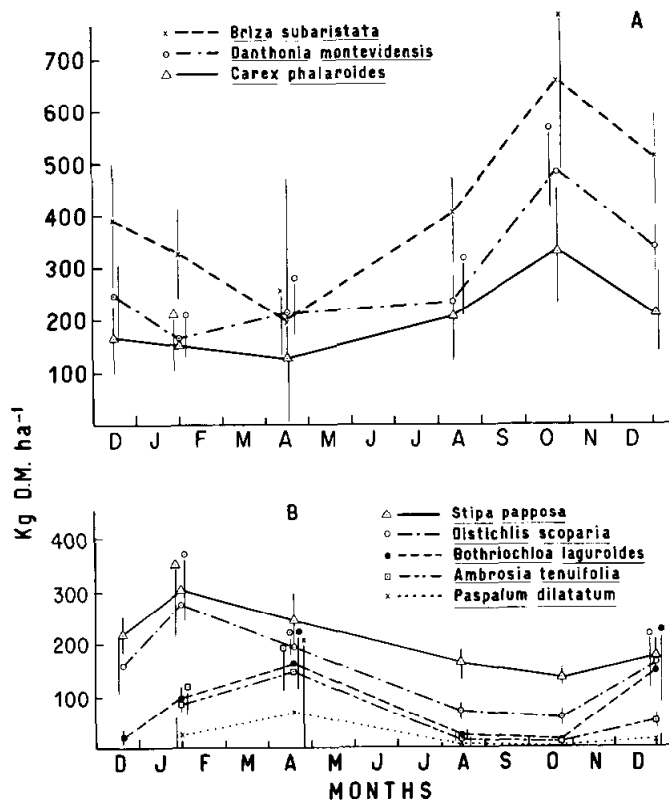 A
Briza subaristata
Danthonia montevidensis
Carex phalaroides
700
600
500
400
300
200
100
D J F M A M J J A S O N D
Kg D.M. ha⁻¹
B
Stipa papposa
Distichlis scoparia
Bothriochloa laguroides
Ambrosia tenuifolia
Paspalum dilatatum
400
300
200
100
D J F M A M J J A S O N D
MONTHS